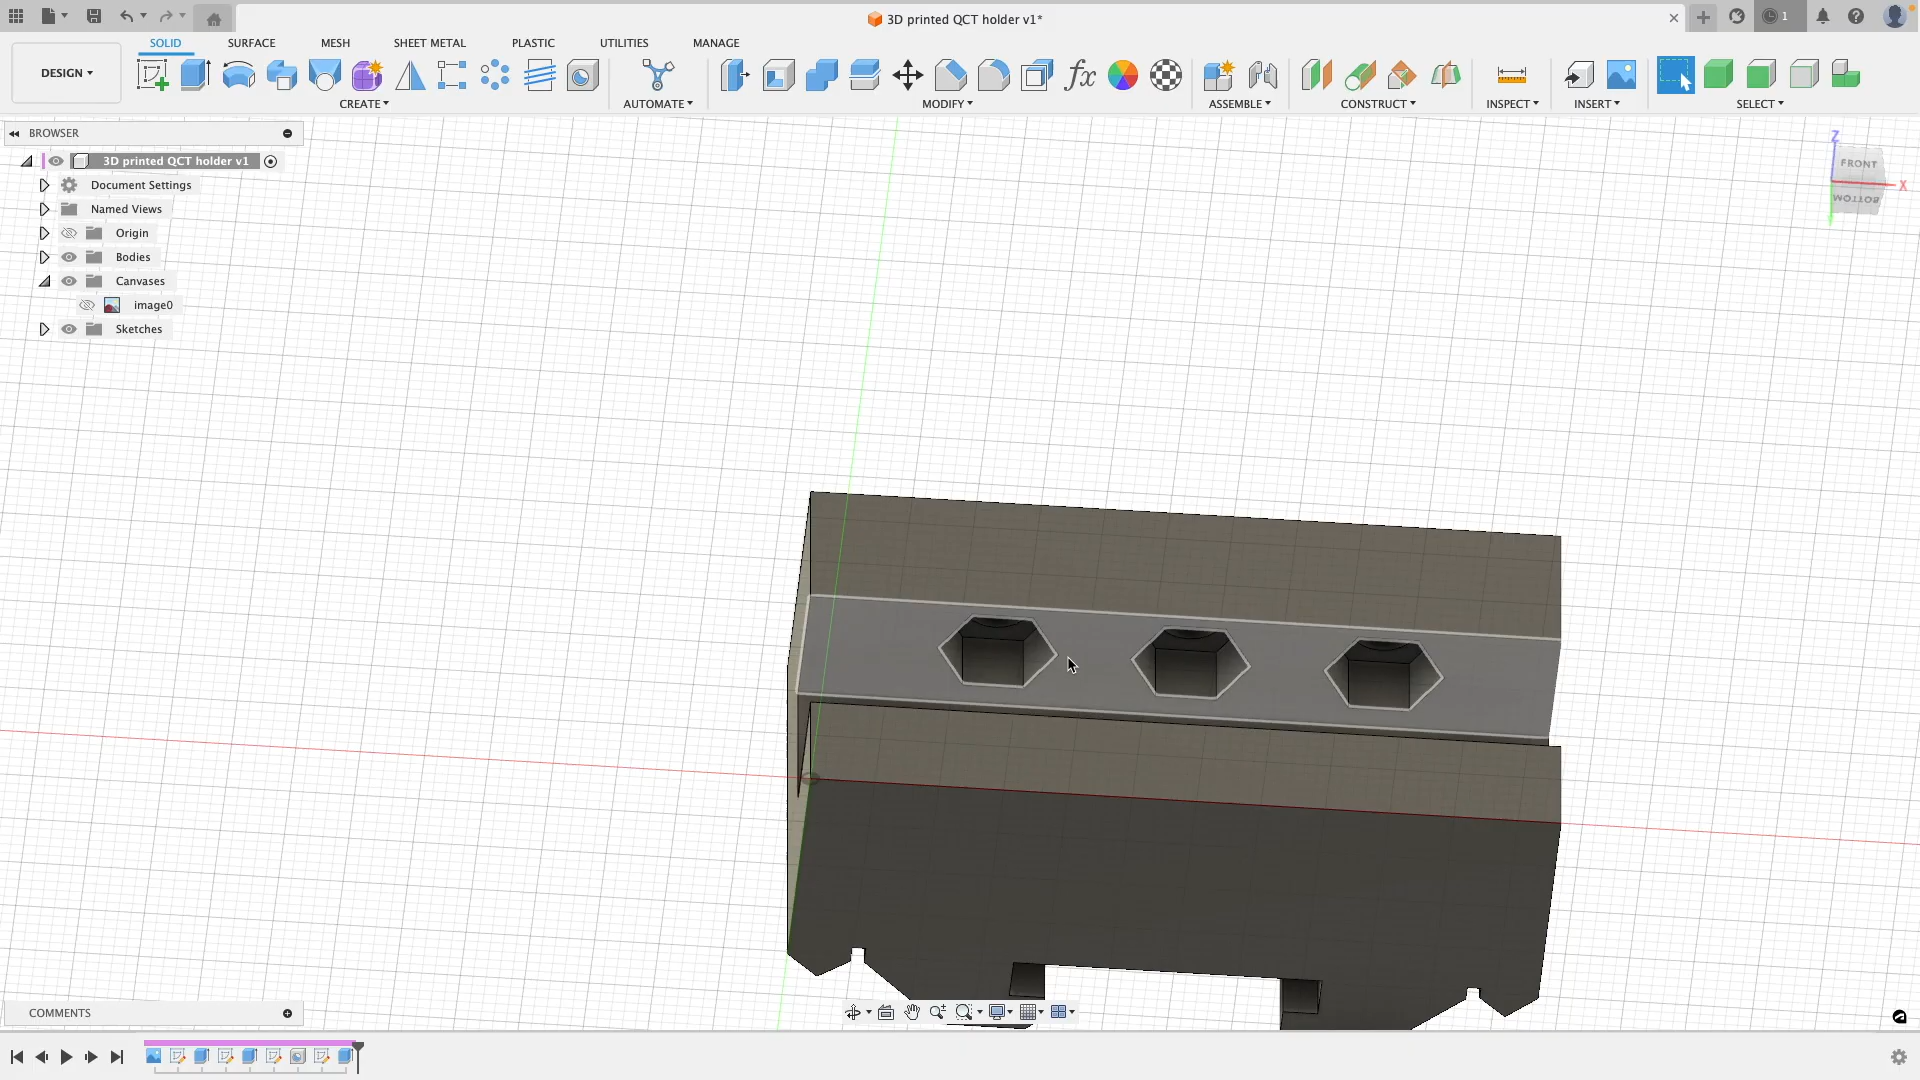 3D printed QCT holder v1*
1
SOLID SURFACE MESH SHEET METAL PLASTIC UTILITIES MANAGE
DESIGN
CREATE AUTOMATE MODIFY ASSEMBLE CONSTRUCT INSPECT INSERT SELECT
fx
BROWSER
3D printed QCT holder v1
Document Settings
Named Views
Origin
Bodies
Canvases
image0
Sketches
Z
FRONT
X
BOTTOM
COMMENTS